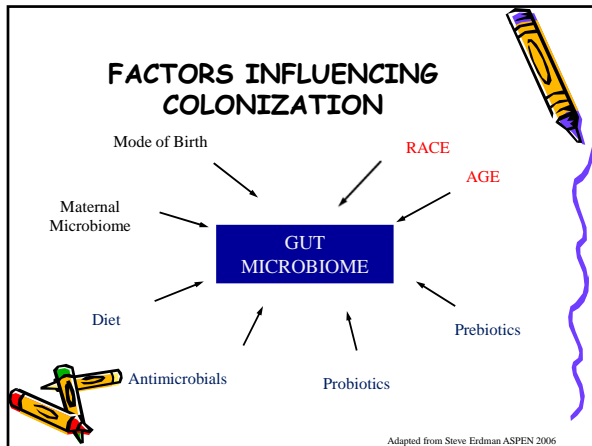 FACTORS INFLUENCING
COLONIZATION
Mode of Birth
RACE
AGE
Maternal
Microbiome
GUT
MICROBIOME
Diet
Prebiotics
Antimicrobials
Probiotics
Adapted from Steve Erdman ASPEN 2006